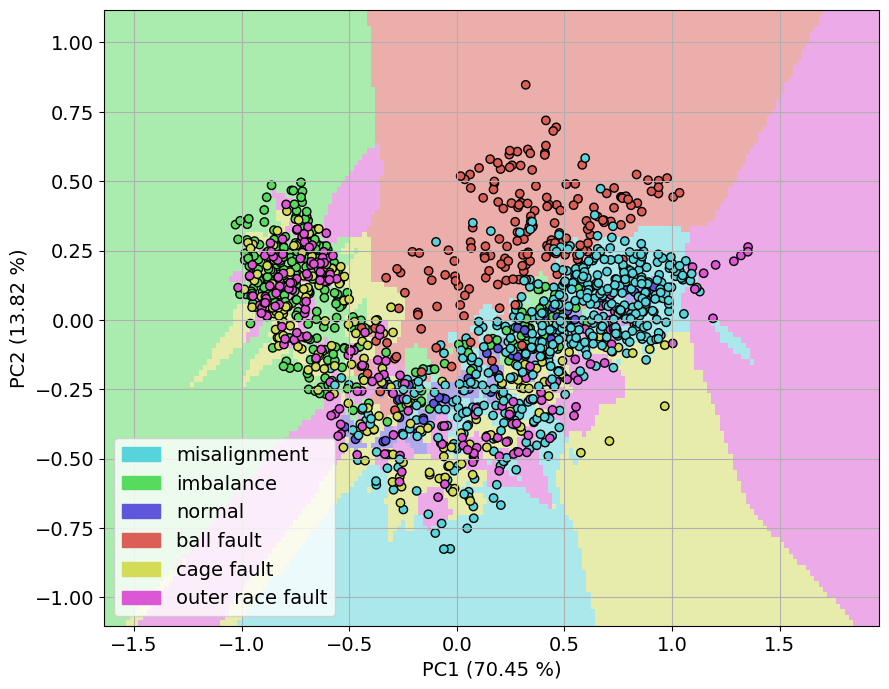 1.00
0.75
0.50
0.25
0.00
−0.25
−0.50
−0.75
−1.00
PC2 (13.82 %)
misalignment
imbalance
normal
ball fault
cage fault
outer race fault
−1.5 −1.0 −0.5 0.0 0.5 1.0 1.5
PC1 (70.45 %)